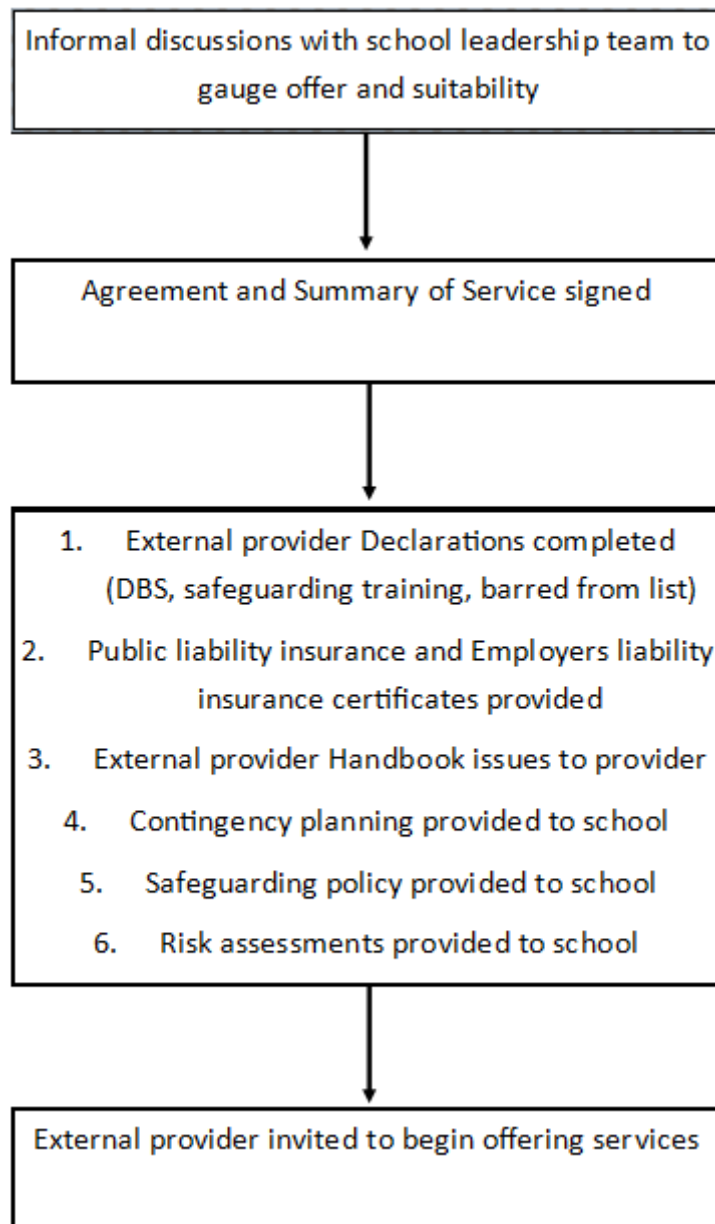 Informal discussions with school leadership team to
gauge offer and suitability
Agreement and Summary of Service signed
1. External provider Declarations completed
(DBS, safeguarding training, barred from list)
2. Public liability insurance and Employers liability
insurance certificates provided
3. External provider Handbook issues to provider
4. Contingency planning provided to school
5. Safeguarding policy provided to school
6. Risk assessments provided to school
External provider invited to begin offering services